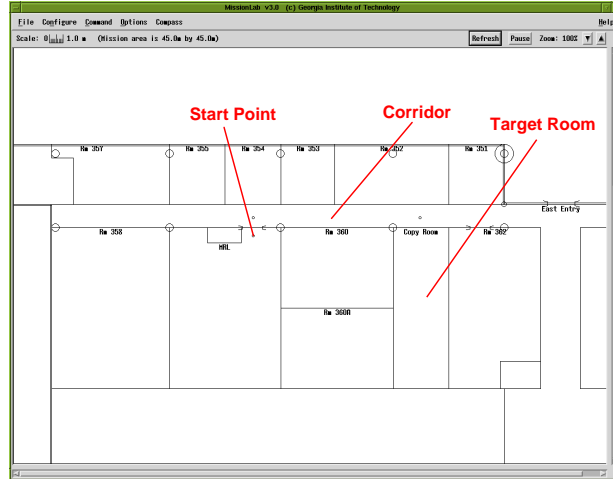 MissionLab v3.0 (c) Georgia Institute of Technology
File Configure Command Options Compass Help
Scale: 0 1.0 m (Mission area is 45.0m by 45.0m) Refresh Pause Zoom: 100%
Start Point
Corridor
Target Room
Rm 357 Rm 355 Rm 354 Rm 353 Rm 352 Rm 351
East Entry
Rm 358 Rm 360 Copy Room Rm 362
MRL
Rm 360A